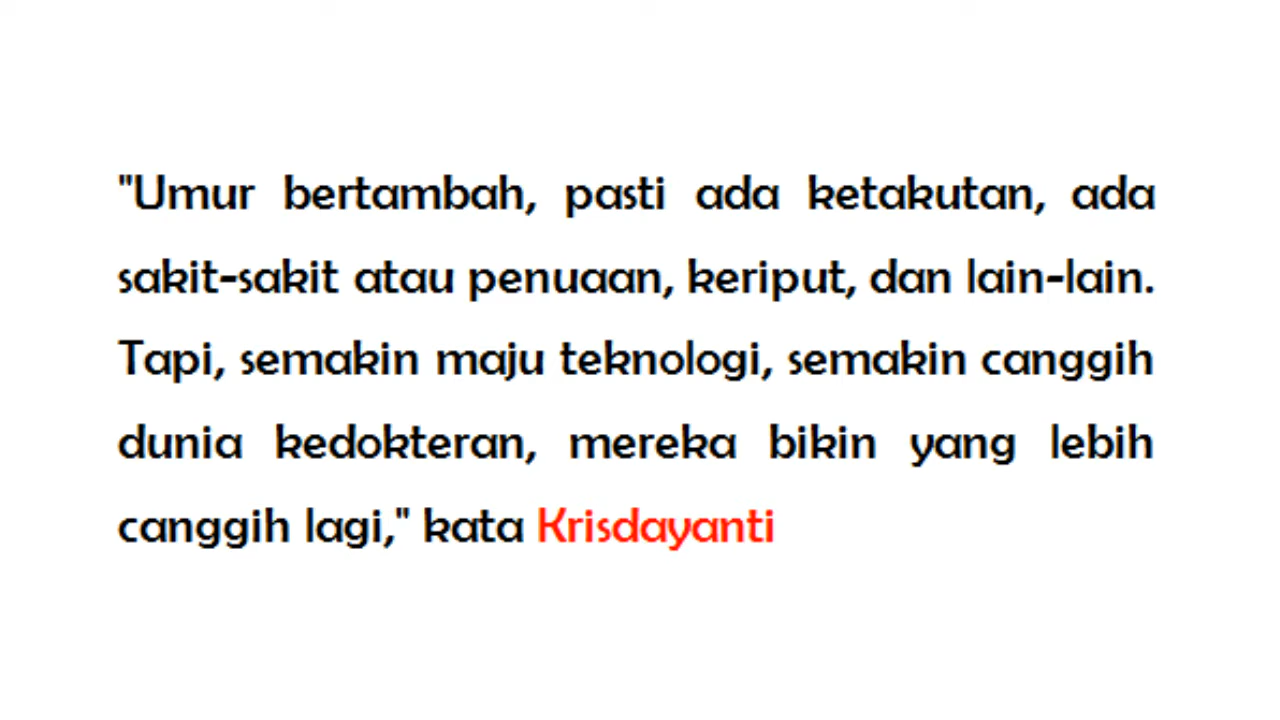 "Umur bertambah, pasti ada ketakutan, ada
sakit-sakit atau penuaan, keriput, dan lain-lain.
Tapi, semakin maju teknologi, semakin canggih
dunia kedokteran, mereka bikin yang lebih
canggih lagi," kata Krisdayanti